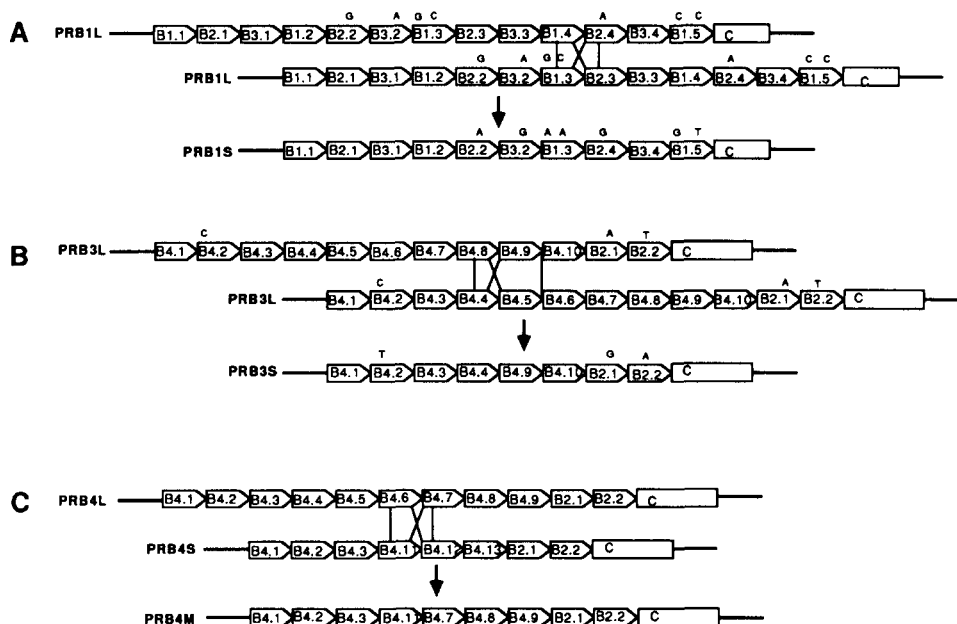 G A G C A C C
A PRB1L B1.1 B2.1 B3.1 B1.2 B2.2 B3.2 B1.3 B2.3 B3.3 B1.4 B2.4 B3.4 B1.5 C
G A G C A C C
PRB1L B1.1 B2.1 B3.1 B1.2 B2.2 B3.2 B1.3 B2.3 B3.3 B1.4 B2.4 B3.4 B1.5 C
A G A A G G T
PRB1S B1.1 B2.1 B3.1 B1.2 B2.2 B3.2 B1.3 B2.4 B3.4 B1.5 C
C A T
B PRB3L B4.1 B4.2 B4.3 B4.4 B4.5 B4.6 B4.7 B4.8 B4.9 B4.10 B2.1 B2.2 C
C A T
PRB3L B4.1 B4.2 B4.3 B4.4 B4.5 B4.6 B4.7 B4.8 B4.9 B4.10 B2.1 B2.2 C
T G A
PRB3S B4.1 B4.2 B4.3 B4.4 B4.9 B4.10 B2.1 B2.2 C
C PRB4L B4.1 B4.2 B4.3 B4.4 B4.5 B4.6 B4.7 B4.8 B4.9 B2.1 B2.2 C
PRB4S B4.1 B4.2 B4.3 B4.1 B4.12 B4.13 B2.1 B2.2 C
PRB4M B4.1 B4.2 B4.3 B4.1 B4.7 B4.8 B4.9 B2.1 B2.2 C